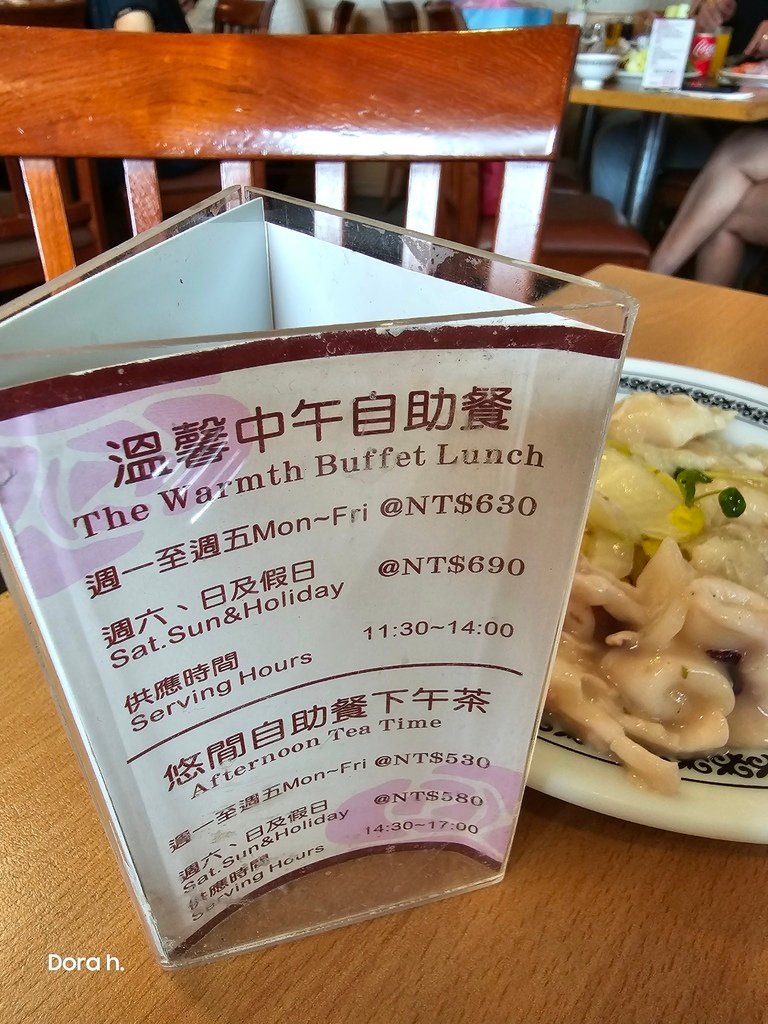 溫馨中午自助餐
The Warmth Buffet Lunch
週一至週五Mon~Fri @NT$630
週六、日及假日 @NT$690
Sat.Sun&Holiday
供應時間 11:30~14:00
Serving Hours
悠閒自助餐下午茶
Afternoon Tea Time
週一至週五Mon~Fri @NT$530
週六、日及假日 @NT$580
Sat.Sun&Holiday
供應時間 14:30~17:00
Serving Hours
Dora h.